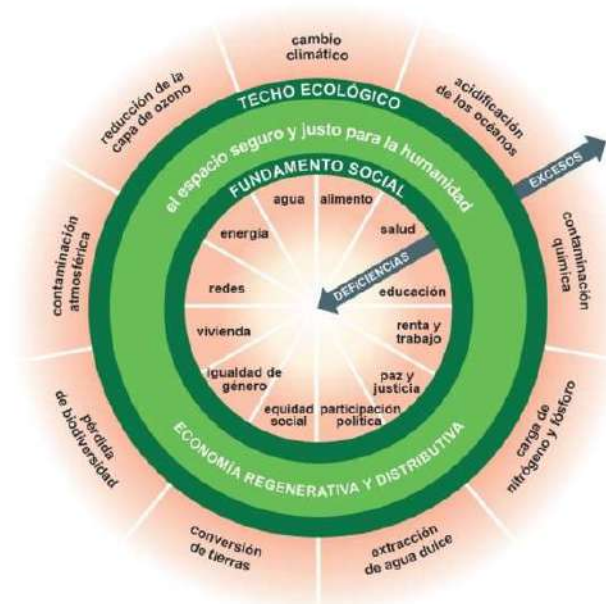 cambio
climático
acidificación
de los océanos
contaminación
química
carga de
nitrógeno y fósforo
extracción
de agua dulce
conversión
de tierras
pérdida
de biodiversidad
contaminación
atmosférica
reducción de la
capa de ozono
TECHO ECOLÓGICO
el espacio seguro y justo para la humanidad
FUNDAMENTO SOCIAL
EXCESOS
DEFICIENCIAS
agua
alimento
salud
educación
renta y
trabajo
paz y
justicia
participación
política
equidad
social
igualdad de
género
vivienda
redes
energía
ECONOMÍA REGENERATIVA Y DISTRIBUTIVA